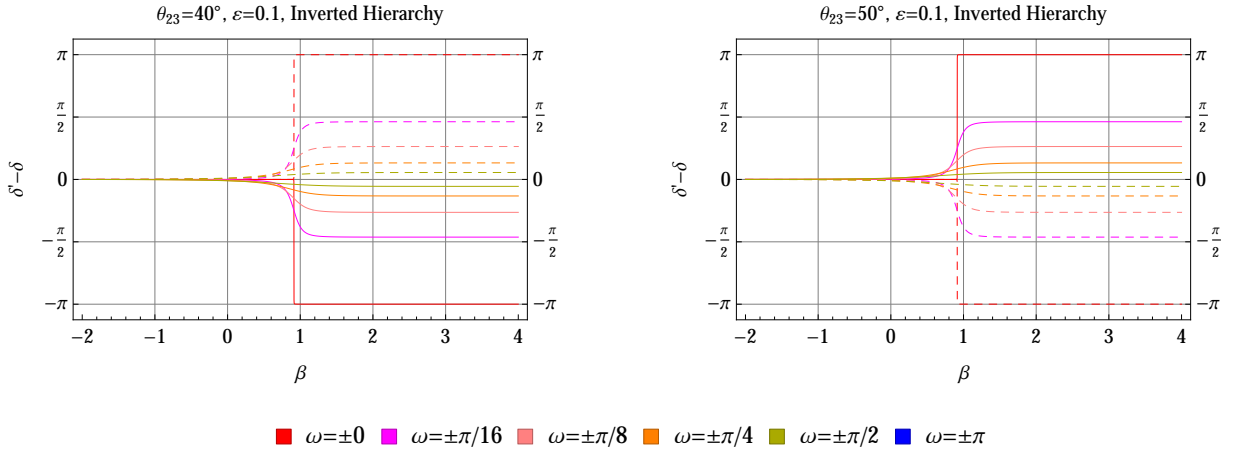 θ₂₃=40°, ε=0.1, Inverted Hierarchy
π
π/2
0
−π/2
−π
δ'−δ
π
π/2
0
−π/2
−π
−2 −1 0 1 2 3 4
β
θ₂₃=50°, ε=0.1, Inverted Hierarchy
π
π/2
0
−π/2
−π
δ'−δ
π
π/2
0
−π/2
−π
−2 −1 0 1 2 3 4
β
ω=±0 ω=±π/16 ω=±π/8 ω=±π/4 ω=±π/2 ω=±π